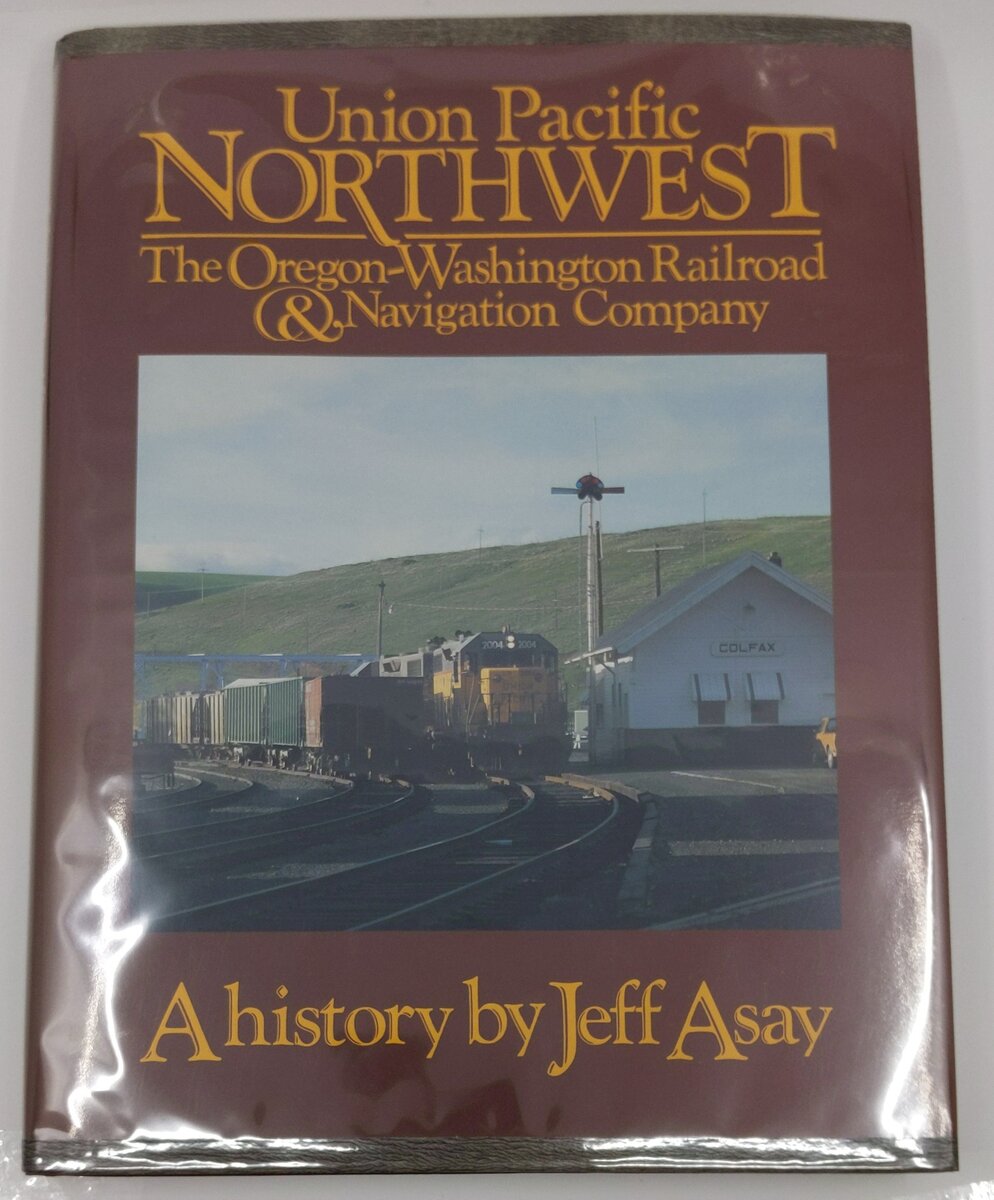 Union Pacific
NORTHWEST
The Oregon-Washington Railroad
& Navigation Company
2004 2004
COLFAX
A history by Jeff Asay